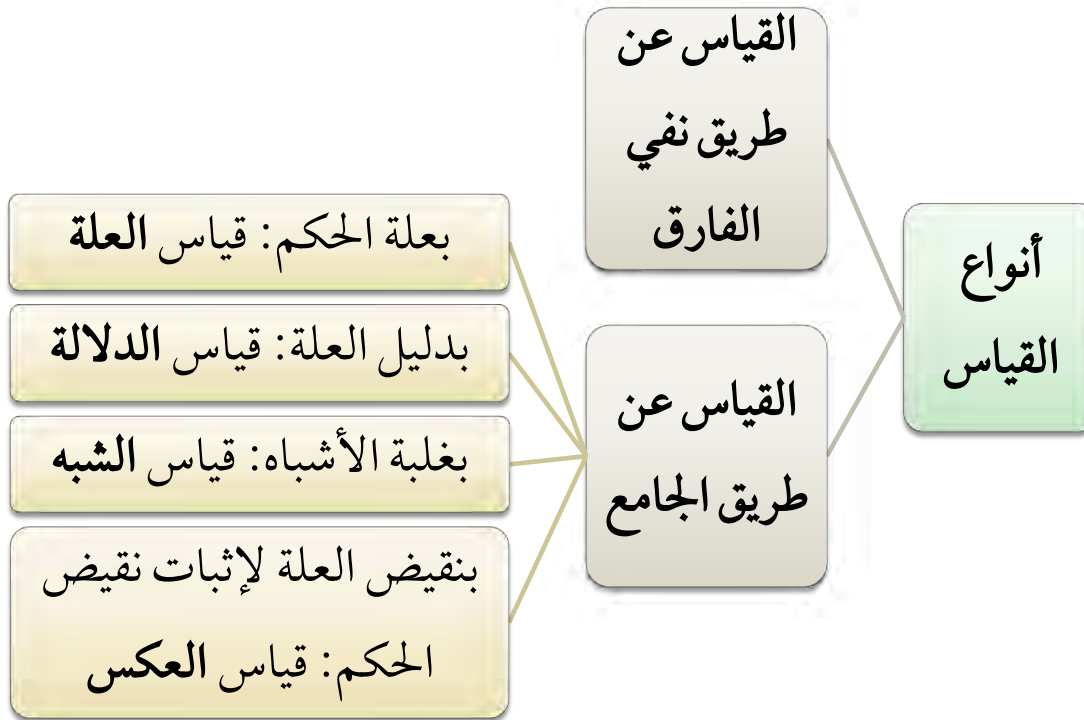 أنواع
القياس
القياس عن
طريق نفي
الفارق
القياس عن
طريق الجامع
بعلة الحكم: قياس العلة
بدليل العلة: قياس الدلالة
بغلبة الأشباه: قياس الشبه
بنقيض العلة لإثبات نقيض
الحكم: قياس العكس